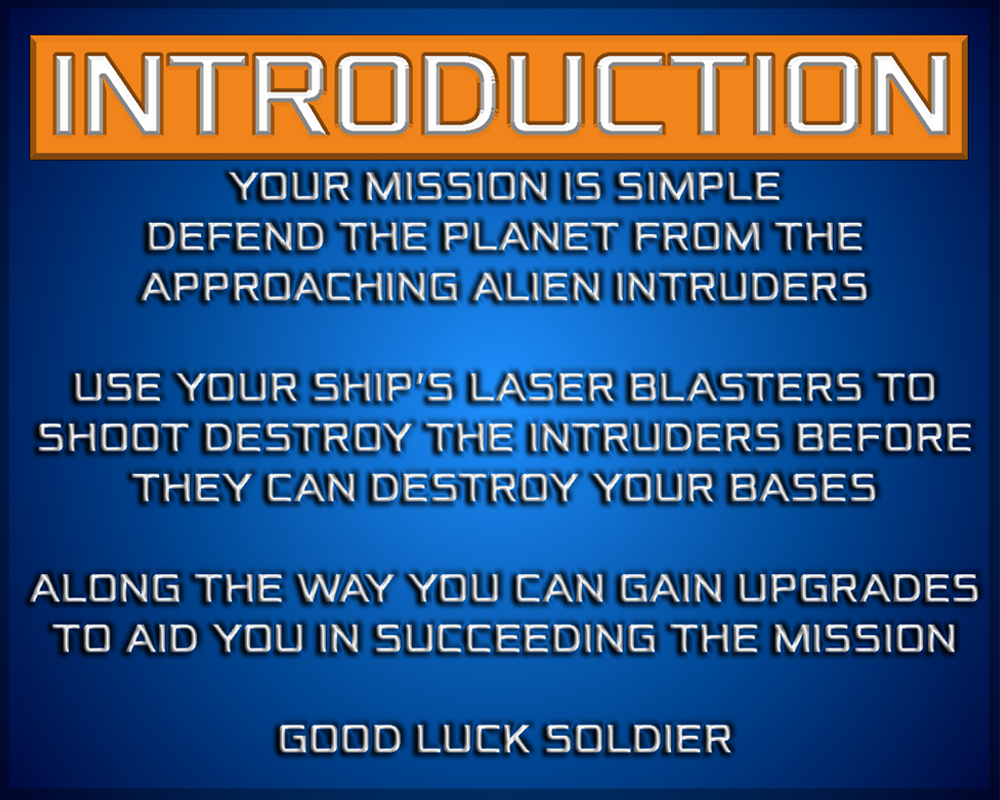 INTRODUCTION
YOUR MISSION IS SIMPLE
DEFEND THE PLANET FROM THE
APPROACHING ALIEN INTRUDERS
USE YOUR SHIP'S LASER BLASTERS TO
SHOOT DESTROY THE INTRUDERS BEFORE
THEY CAN DESTROY YOUR BASES
ALONG THE WAY YOU CAN GAIN UPGRADES
TO AID YOU IN SUCCEEDING THE MISSION
GOOD LUCK SOLDIER